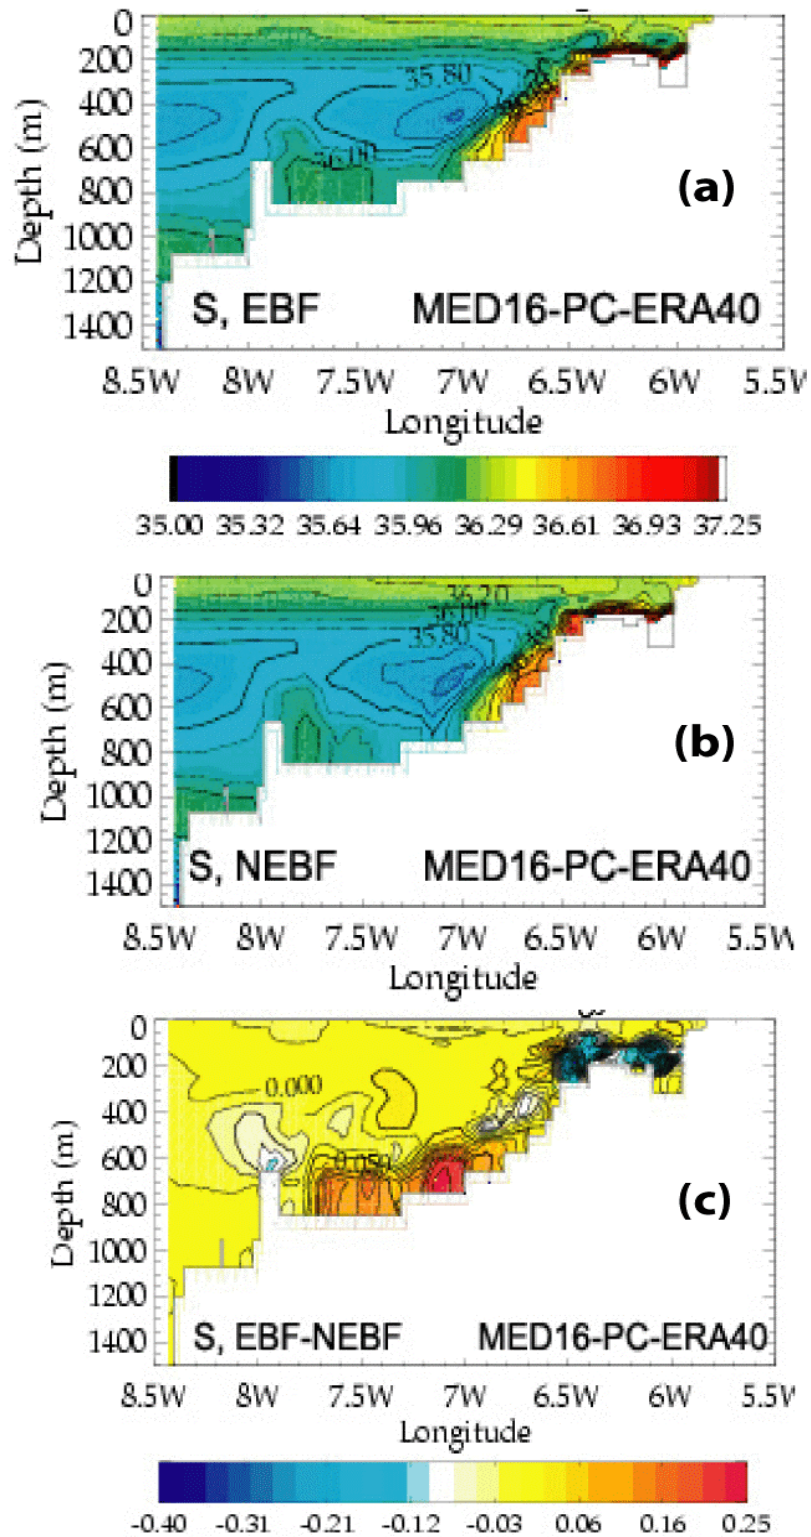 0
200
400
600
800
1000
1200
1400
Depth (m)
35.80
36.00
(a)
S, EBF MED16-PC-ERA40
8.5W 8W 7.5W 7W 6.5W 6W 5.5W
Longitude
35.00 35.32 35.64 35.96 36.29 36.61 36.93 37.25
0
200
400
600
800
1000
1200
1400
Depth (m)
36.20
36.00
35.80
(b)
S, NEBF MED16-PC-ERA40
8.5W 8W 7.5W 7W 6.5W 6W 5.5W
Longitude
0
200
400
600
800
1000
1200
1400
Depth (m)
0.000
0.050
(c)
S, EBF-NEBF MED16-PC-ERA40
8.5W 8W 7.5W 7W 6.5W 6W 5.5W
Longitude
-0.40 -0.31 -0.21 -0.12 -0.03 0.06 0.16 0.25